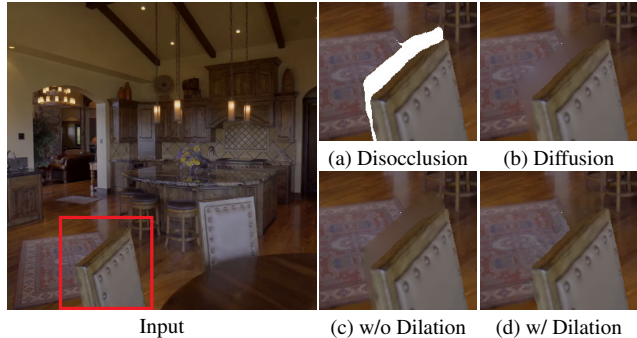 (a) Disocclusion
(b) Diffusion
Input
(c) w/o Dilation
(d) w/ Dilation